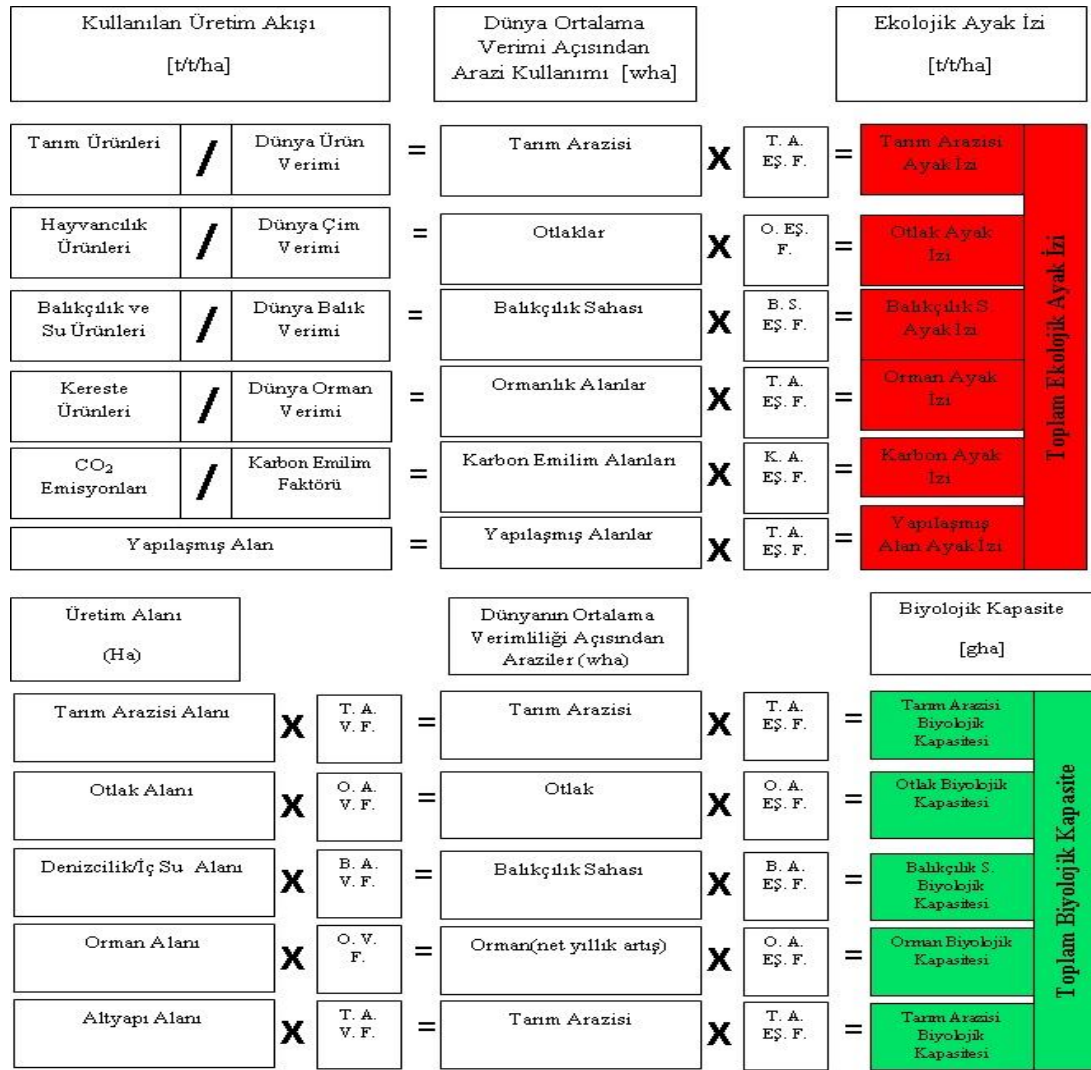 Kullanılan Üretim Akışı
[t/t/ha]
Dünya Ortalama
Verimi Açısından
Arazi Kullanımı [wha]
Ekolojik Ayak İzi
[t/t/ha]
Tarım Ürünleri
/
Dünya Ürün
Verimi
=
Tarım Arazisi
X
T. A.
EŞ. F.
=
Tarım Arazisi
Ayak İzi
Hayvancılık
Ürünleri
/
Dünya Çim
Verimi
=
Otlaklar
X
O. EŞ.
F.
=
Otlak Ayak
İzi
Balıkçılık ve
Su Ürünleri
/
Dünya Balık
Verimi
=
Balıkçılık Sahası
X
B. S.
EŞ. F.
=
Balıkçılık S.
Ayak İzi
Kereste
Ürünleri
/
Dünya Orman
Verimi
=
Ormanlık Alanlar
X
T. A.
EŞ. F.
=
Orman Ayak
İzi
CO₂
Emisyonları
/
Karbon Emilim
Faktörü
=
Karbon Emilim Alanları
X
K. A.
EŞ. F.
=
Karbon Ayak
İzi
Yapılaşmış Alan
=
Yapılaşmış Alanlar
X
T. A.
EŞ. F.
=
Yapılaşmış
Alan Ayak İzi
Toplam Ekolojik Ayak İzi
Üretim Alanı
(Ha)
Dünyanın Ortalama
Verimliliği Açısından
Araziler (wha)
Biyolojik Kapasite
[gha]
Tarım Arazisi Alanı
X
T. A.
V. F.
=
Tarım Arazisi
X
T. A.
EŞ. F.
=
Tarım Arazisi
Biyolojik
Kapasitesi
Otlak Alanı
X
O. A.
V. F.
=
Otlak
X
O. A.
EŞ. F.
=
Otlak Biyolojik
Kapasitesi
Denizcilik/İç Su Alanı
X
B. A.
V. F.
=
Balıkçılık Sahası
X
B. A.
EŞ. F.
=
Balıkçılık S.
Biyolojik
Kapasitesi
Orman Alanı
X
O. V.
F.
=
Orman(net yıllık artış)
X
O. A.
EŞ. F.
=
Orman Biyolojik
Kapasitesi
Altyapı Alanı
X
T. A.
V. F.
=
Tarım Arazisi
X
T. A.
EŞ. F.
=
Tarım Arazisi
Biyolojik
Kapasitesi
Toplam Biyolojik Kapasite